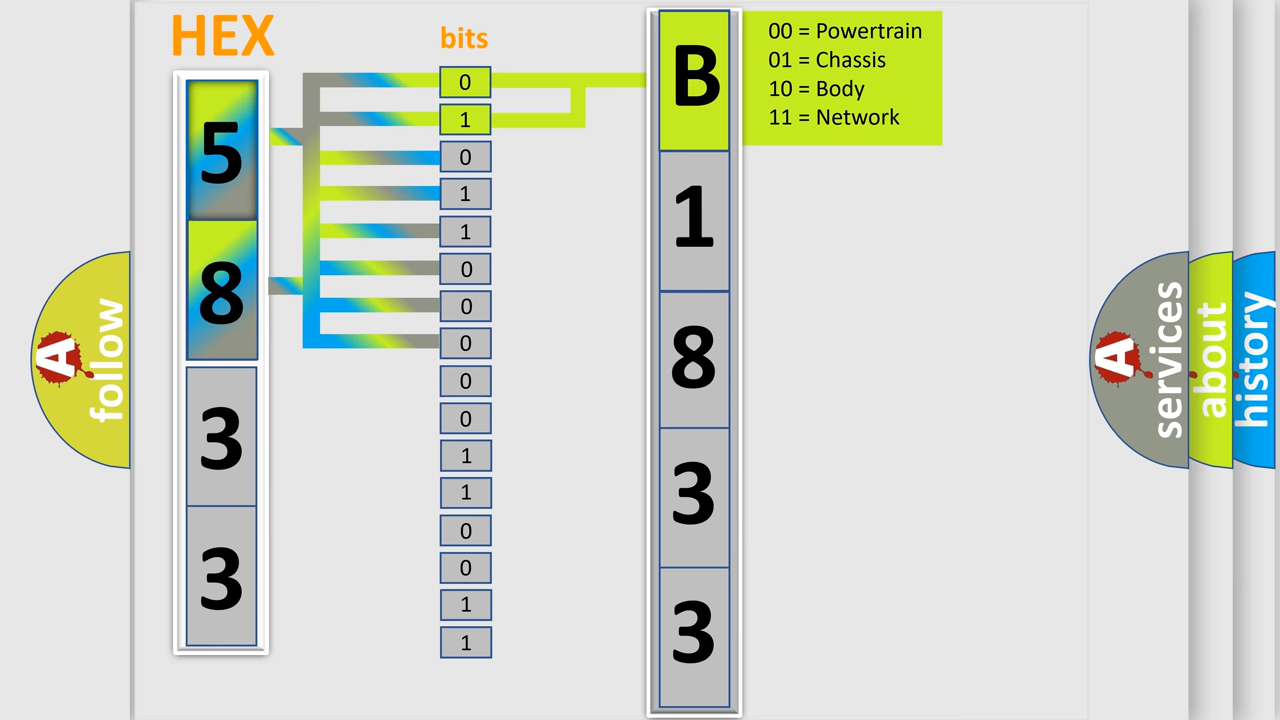 HEX
5
8
3
3
bits
0
1
0
1
1
0
0
0
0
0
1
1
0
0
1
1
B
1
8
3
3
00 = Powertrain
01 = Chassis
10 = Body
11 = Network
A
follow
A
services
about
history